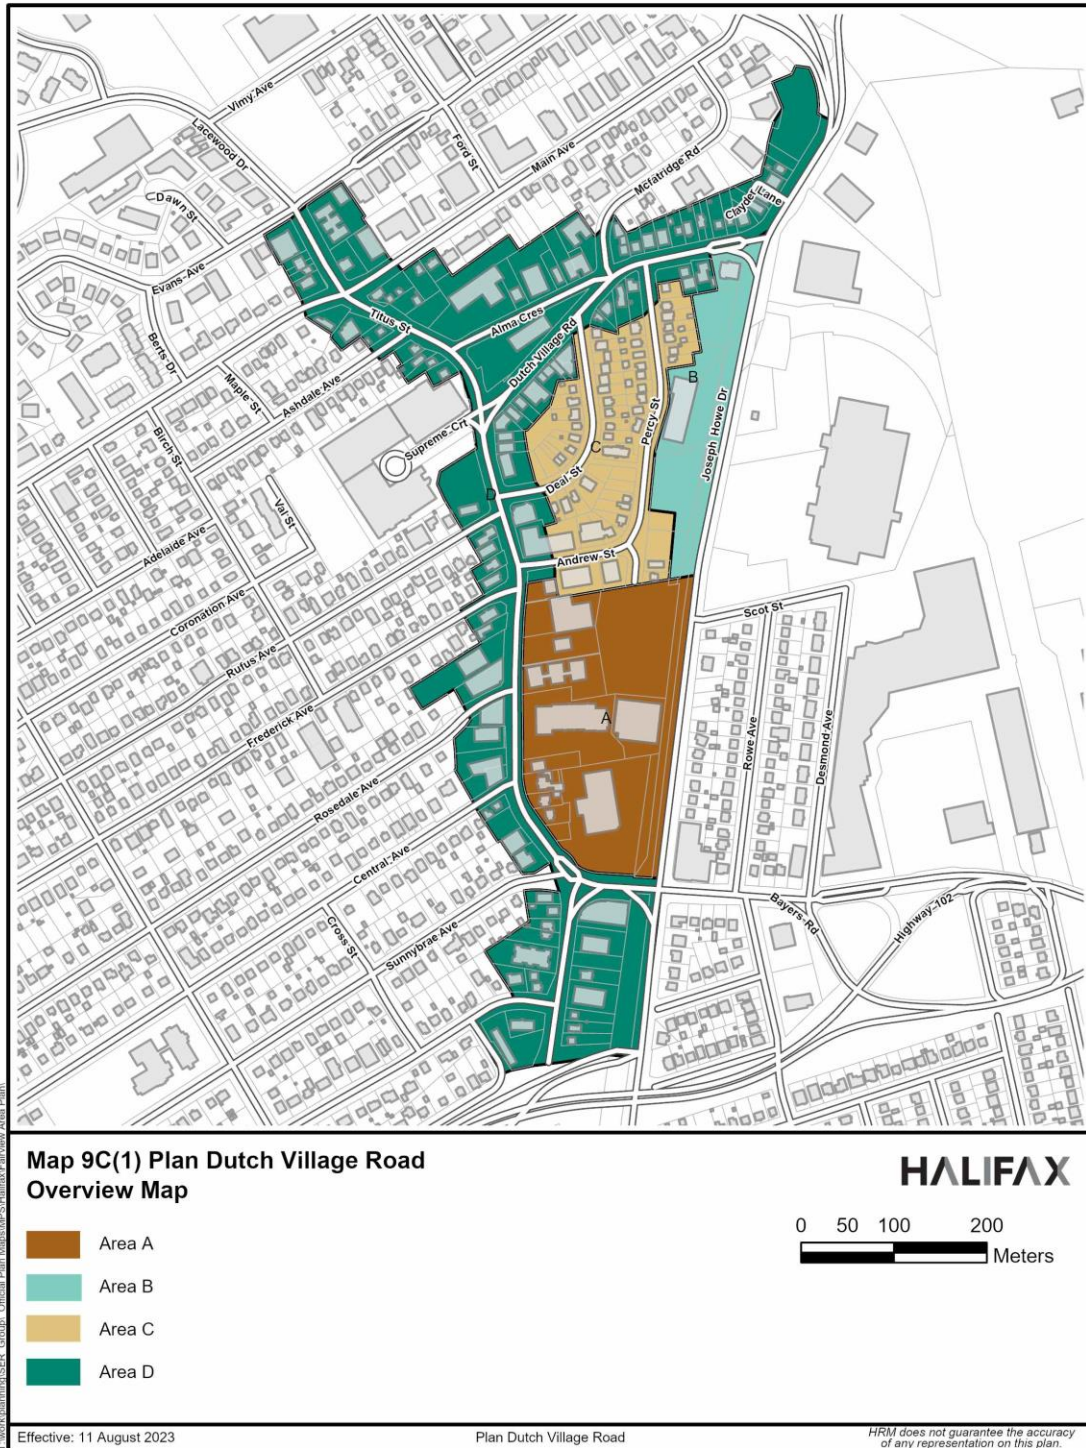 Vimy Ave
Lacewood Dr
Ford St
Main Ave
Mcfatridge Rd
Dawn St
Clayder Lane
Evans Ave
Titus St
Alma Cres
Dutch Village Rd
Berts Dr
Maple St
Ashdale Ave
B
Percy St
Joseph Howe Dr
Birch St
Supreme Crt
C
Deal St
D
Val St
Adelaide Ave
Andrew St
Coronation Ave
Scot St
Rufus Ave
Frederick Ave
A
Rowe Ave
Desmond Ave
Rosedale Ave
Central Ave
Bayers Rd
Highway 102
Cross St
Sunnybrae Ave
Map 9C(1) Plan Dutch Village Road
Overview Map
HALIFAX
Area A
Area B
Area C
Area D
0 50 100 200
Meters
Effective: 11 August 2023
Plan Dutch Village Road
HRM does not guarantee the accuracy
of any representation on this plan.